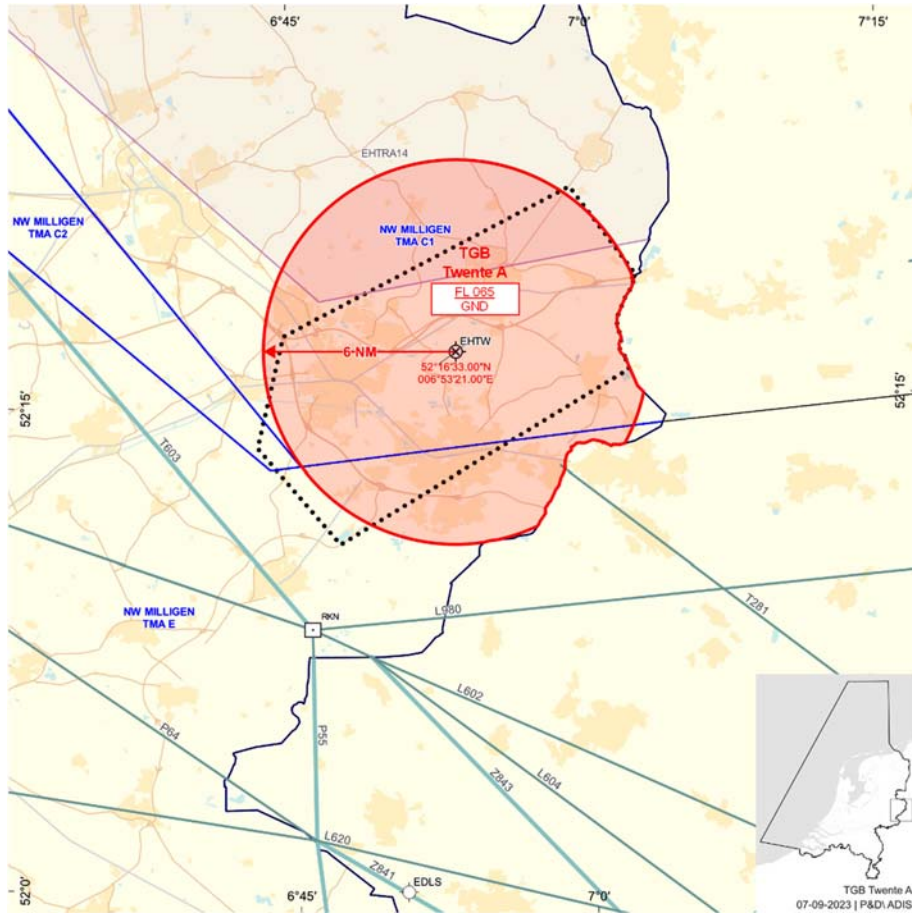 6°45'
7°0'
7°15'
EHTRA14
NW MILLIGEN
TMA C2
NW MILLIGEN
TMA C1
TGB
Twente A
FL 065
GND
EHTW
6 NM
52°16'33.00"N
006°53'21.00"E
52°15'
52°15'
T603
NW MILLIGEN
TMA E
RKN
L980
T281
L602
P64
P55
L604
Z843
L620
Z841
EDLS
52°0'
6°45'
7°0'
TGB Twente A
07-09-2023 | P&D\ ADIS